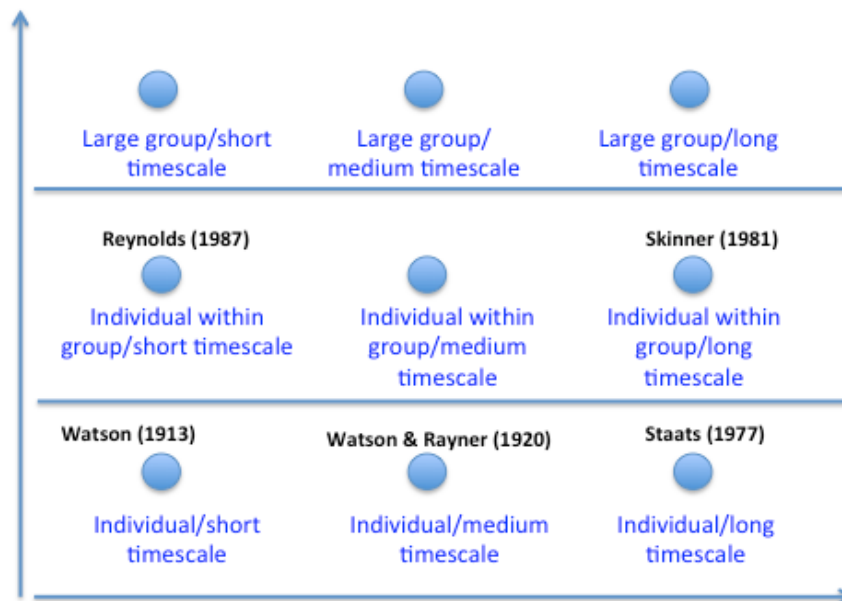 Large group/short
timescale
Large group/
medium timescale
Large group/long
timescale
Reynolds (1987)
Skinner (1981)
Individual within
group/short timescale
Individual within
group/medium
timescale
Individual within
group/long
timescale
Watson (1913)
Watson & Rayner (1920)
Staats (1977)
Individual/short
timescale
Individual/medium
timescale
Individual/long
timescale